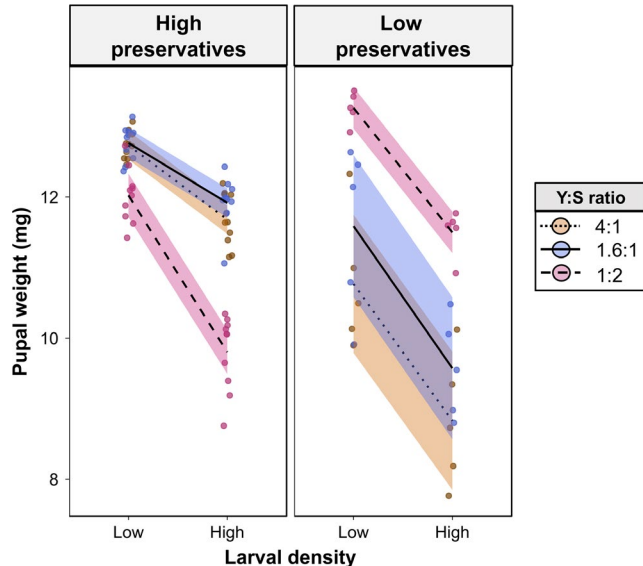 High
preservatives
Low
preservatives
Pupal weight (mg)
12
10
8
Low
High
Low
High
Larval density
Y:S ratio
4:1
1.6:1
1:2